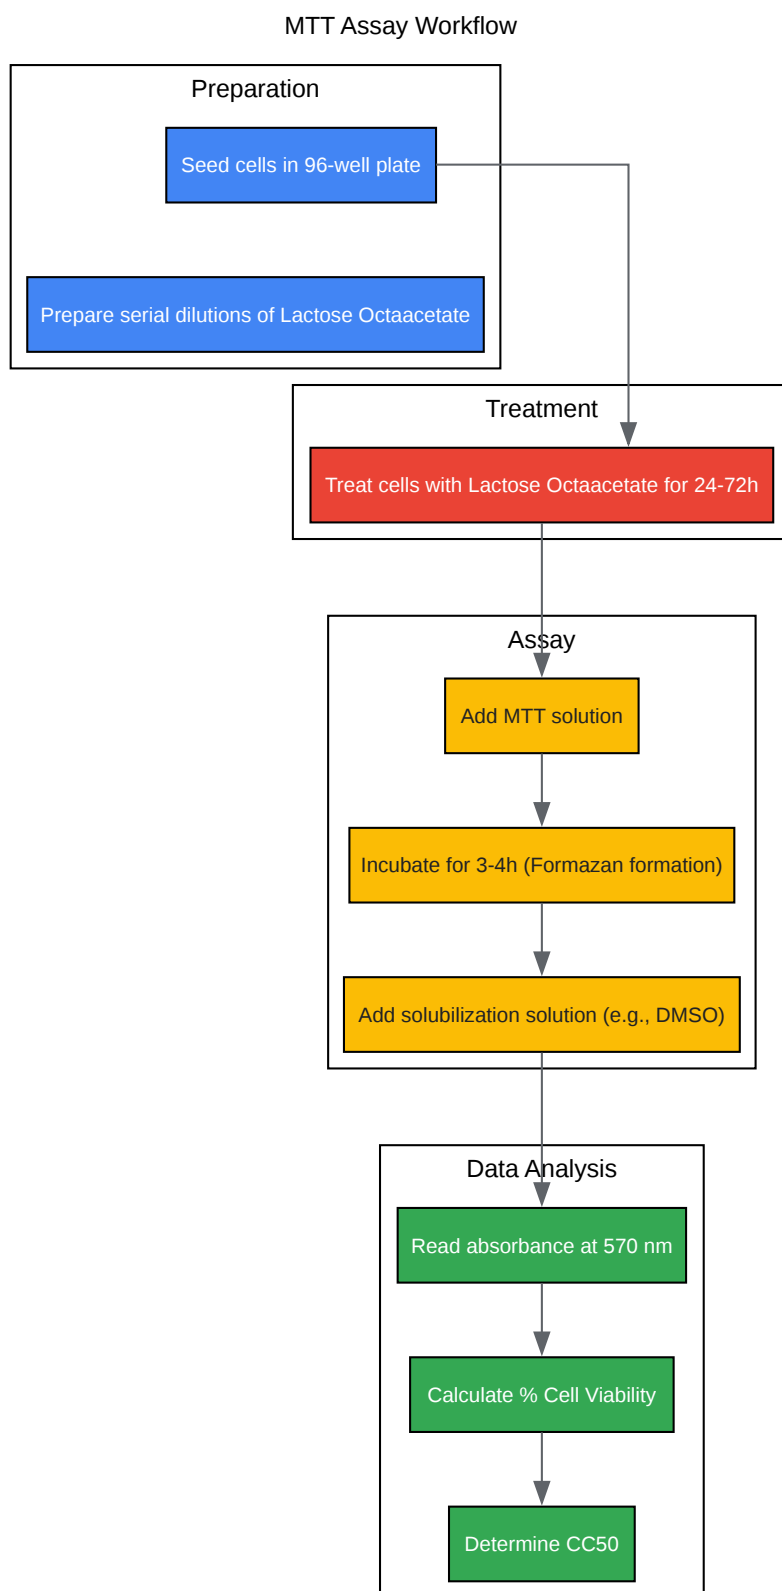 MTT Assay Workflow
Preparation
Seed cells in 96-well plate
Prepare serial dilutions of Lactose Octaacetate
Treatment
Treat cells with Lactose Octaacetate for 24-72h
Assay
Add MTT solution
Incubate for 3-4h (Formazan formation)
Add solubilization solution (e.g., DMSO)
Data Analysis
Read absorbance at 570 nm
Calculate % Cell Viability
Determine CC50